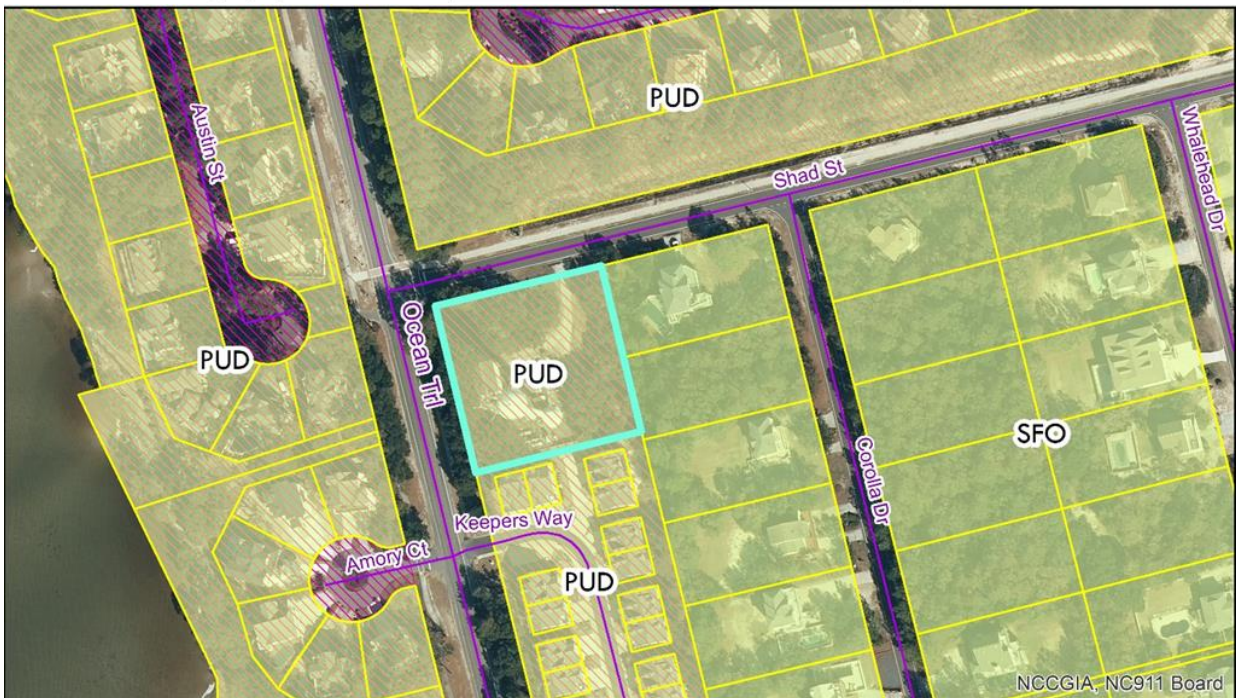 PUD
Austin St
Whalehead Dr
Shad St
Ocean Trl
PUD
PUD
SFO
Corolla Dr
Keepers Way
Amory Ct
PUD
NCCGIA, NC911 Board